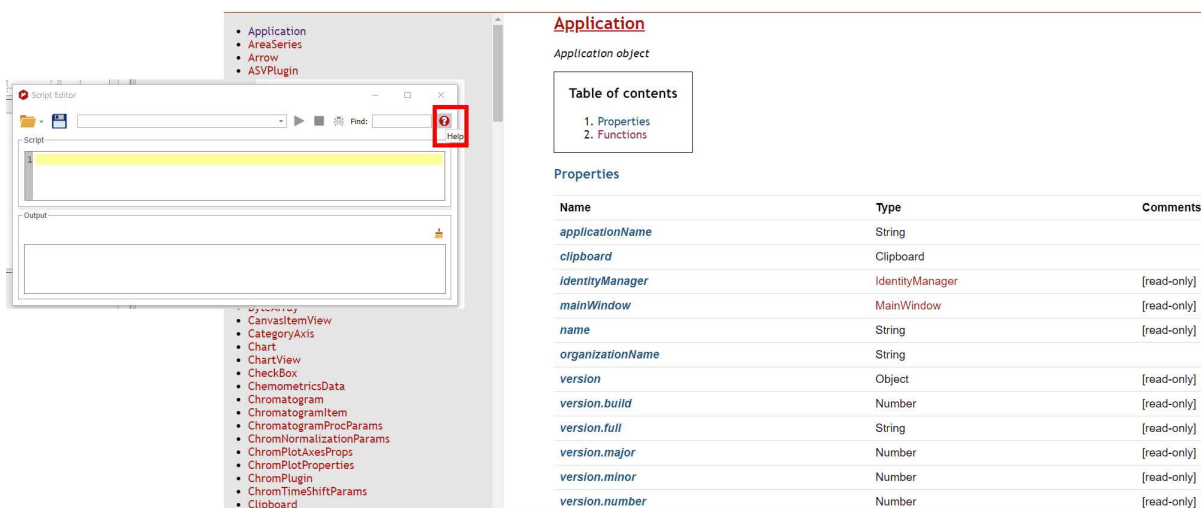 Application
AreaSeries
Arrow
ASVPlugin
Script Editor
Find:
Help
Script
1
Output
CanvasItemView
CategoryAxis
Chart
ChartView
CheckBox
ChemometricsData
Chromatogram
ChromatogramItem
ChromatogramProcParams
ChromNormalizationParams
ChromPlotAxesProps
ChromPlotProperties
ChromPlugin
ChromTimeShiftParams
Clipboard
Application
Application object
Table of contents
1. Properties
2. Functions
Properties
Name Type Comments
applicationName String
clipboard Clipboard
identityManager IdentityManager [read-only]
mainWindow MainWindow [read-only]
name String [read-only]
organizationName String
version Object [read-only]
version.build Number [read-only]
version.full String [read-only]
version.major Number [read-only]
version.minor Number [read-only]
version.number Number [read-only]